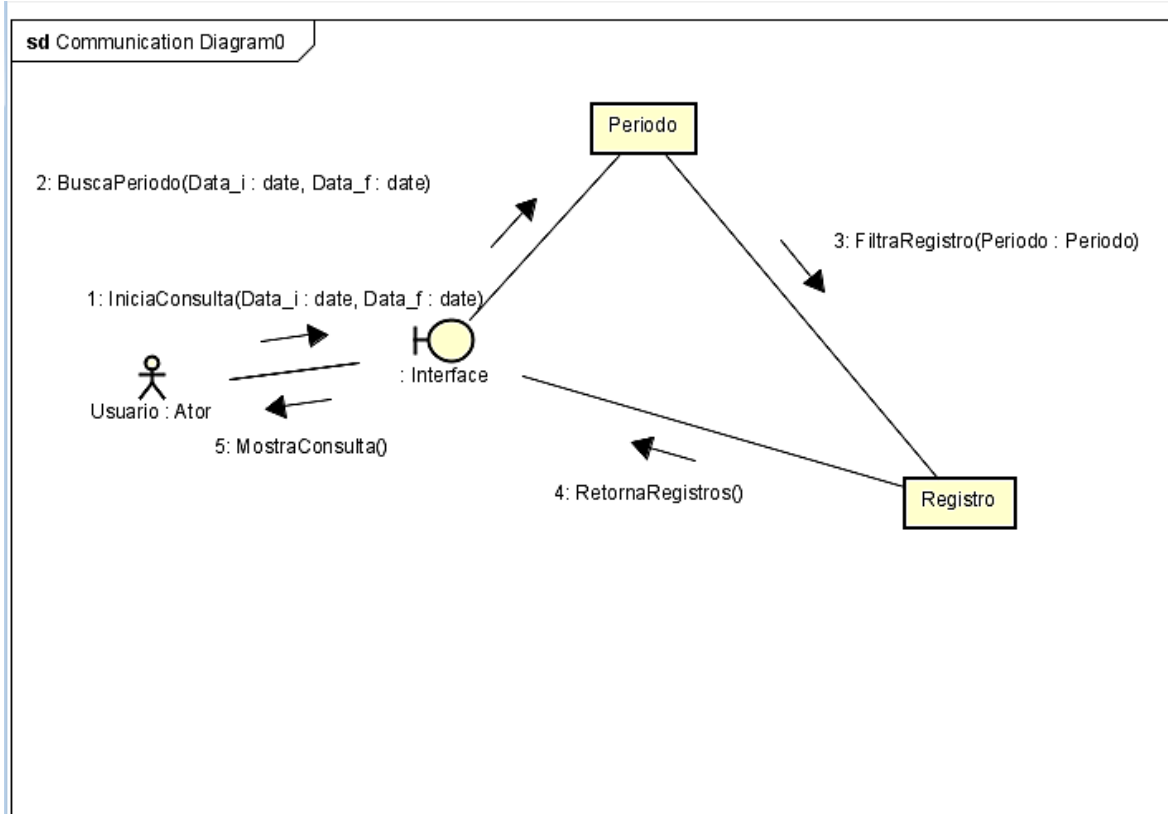 sd Communication Diagram0
Periodo
2: BuscaPeriodo(Data_i : date, Data_f : date)
3: FiltraRegistro(Periodo : Periodo)
1: IniciaConsulta(Data_i : date, Data_f : date)
: Interface
Usuario : Ator
5: MostraConsulta()
4: RetornaRegistros()
Registro